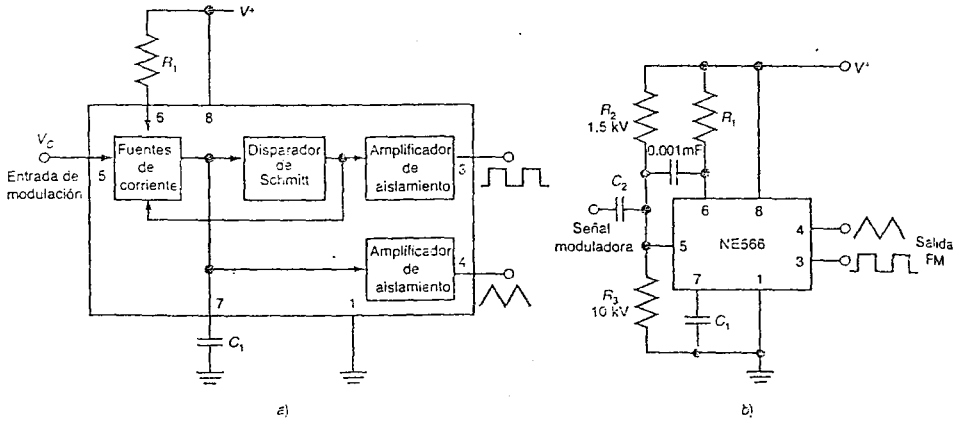 V⁺
R₁
6
8
V_C
Entrada de
modulación
5
Fuentes
de
corriente
Disparador
de
Schmitt
Amplificador
de
aislamiento
3
Amplificador
de
aislamiento
4
7
1
C₁
a)
V⁺
R₂
1.5 kV
R₁
0.001mF
C₂
Señal
moduladora
5
6
8
NE566
4
3
Salida
FM
7
1
R₃
10 kV
C₁
b)